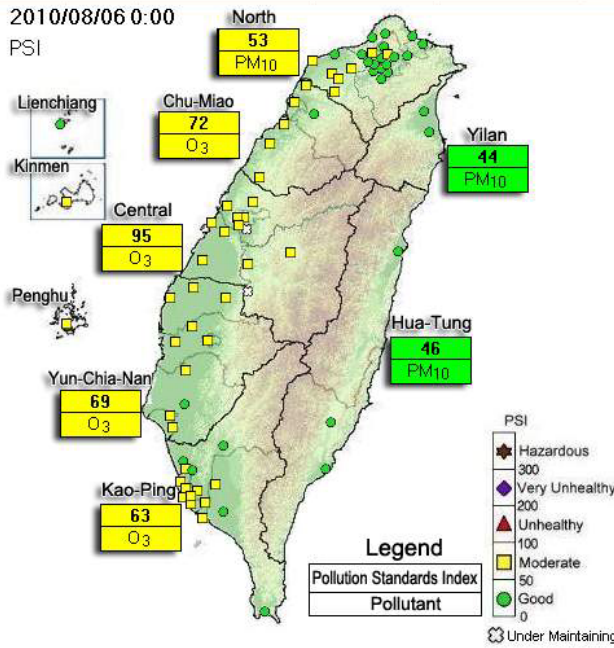 2010/08/06 0:00
PSI
North
53
PM10
Lienchiang
Chu-Miao
72
O3
Yilan
44
PM10
Kinmen
Central
95
O3
Penghu
Hua-Tung
46
PM10
Yun-Chia-Nan
69
O3
Kao-Ping
63
O3
Legend
Pollution Standards Index
Pollutant
PSI
Hazardous
300
Very Unhealthy
200
Unhealthy
100
Moderate
50
Good
0
Under Maintaining